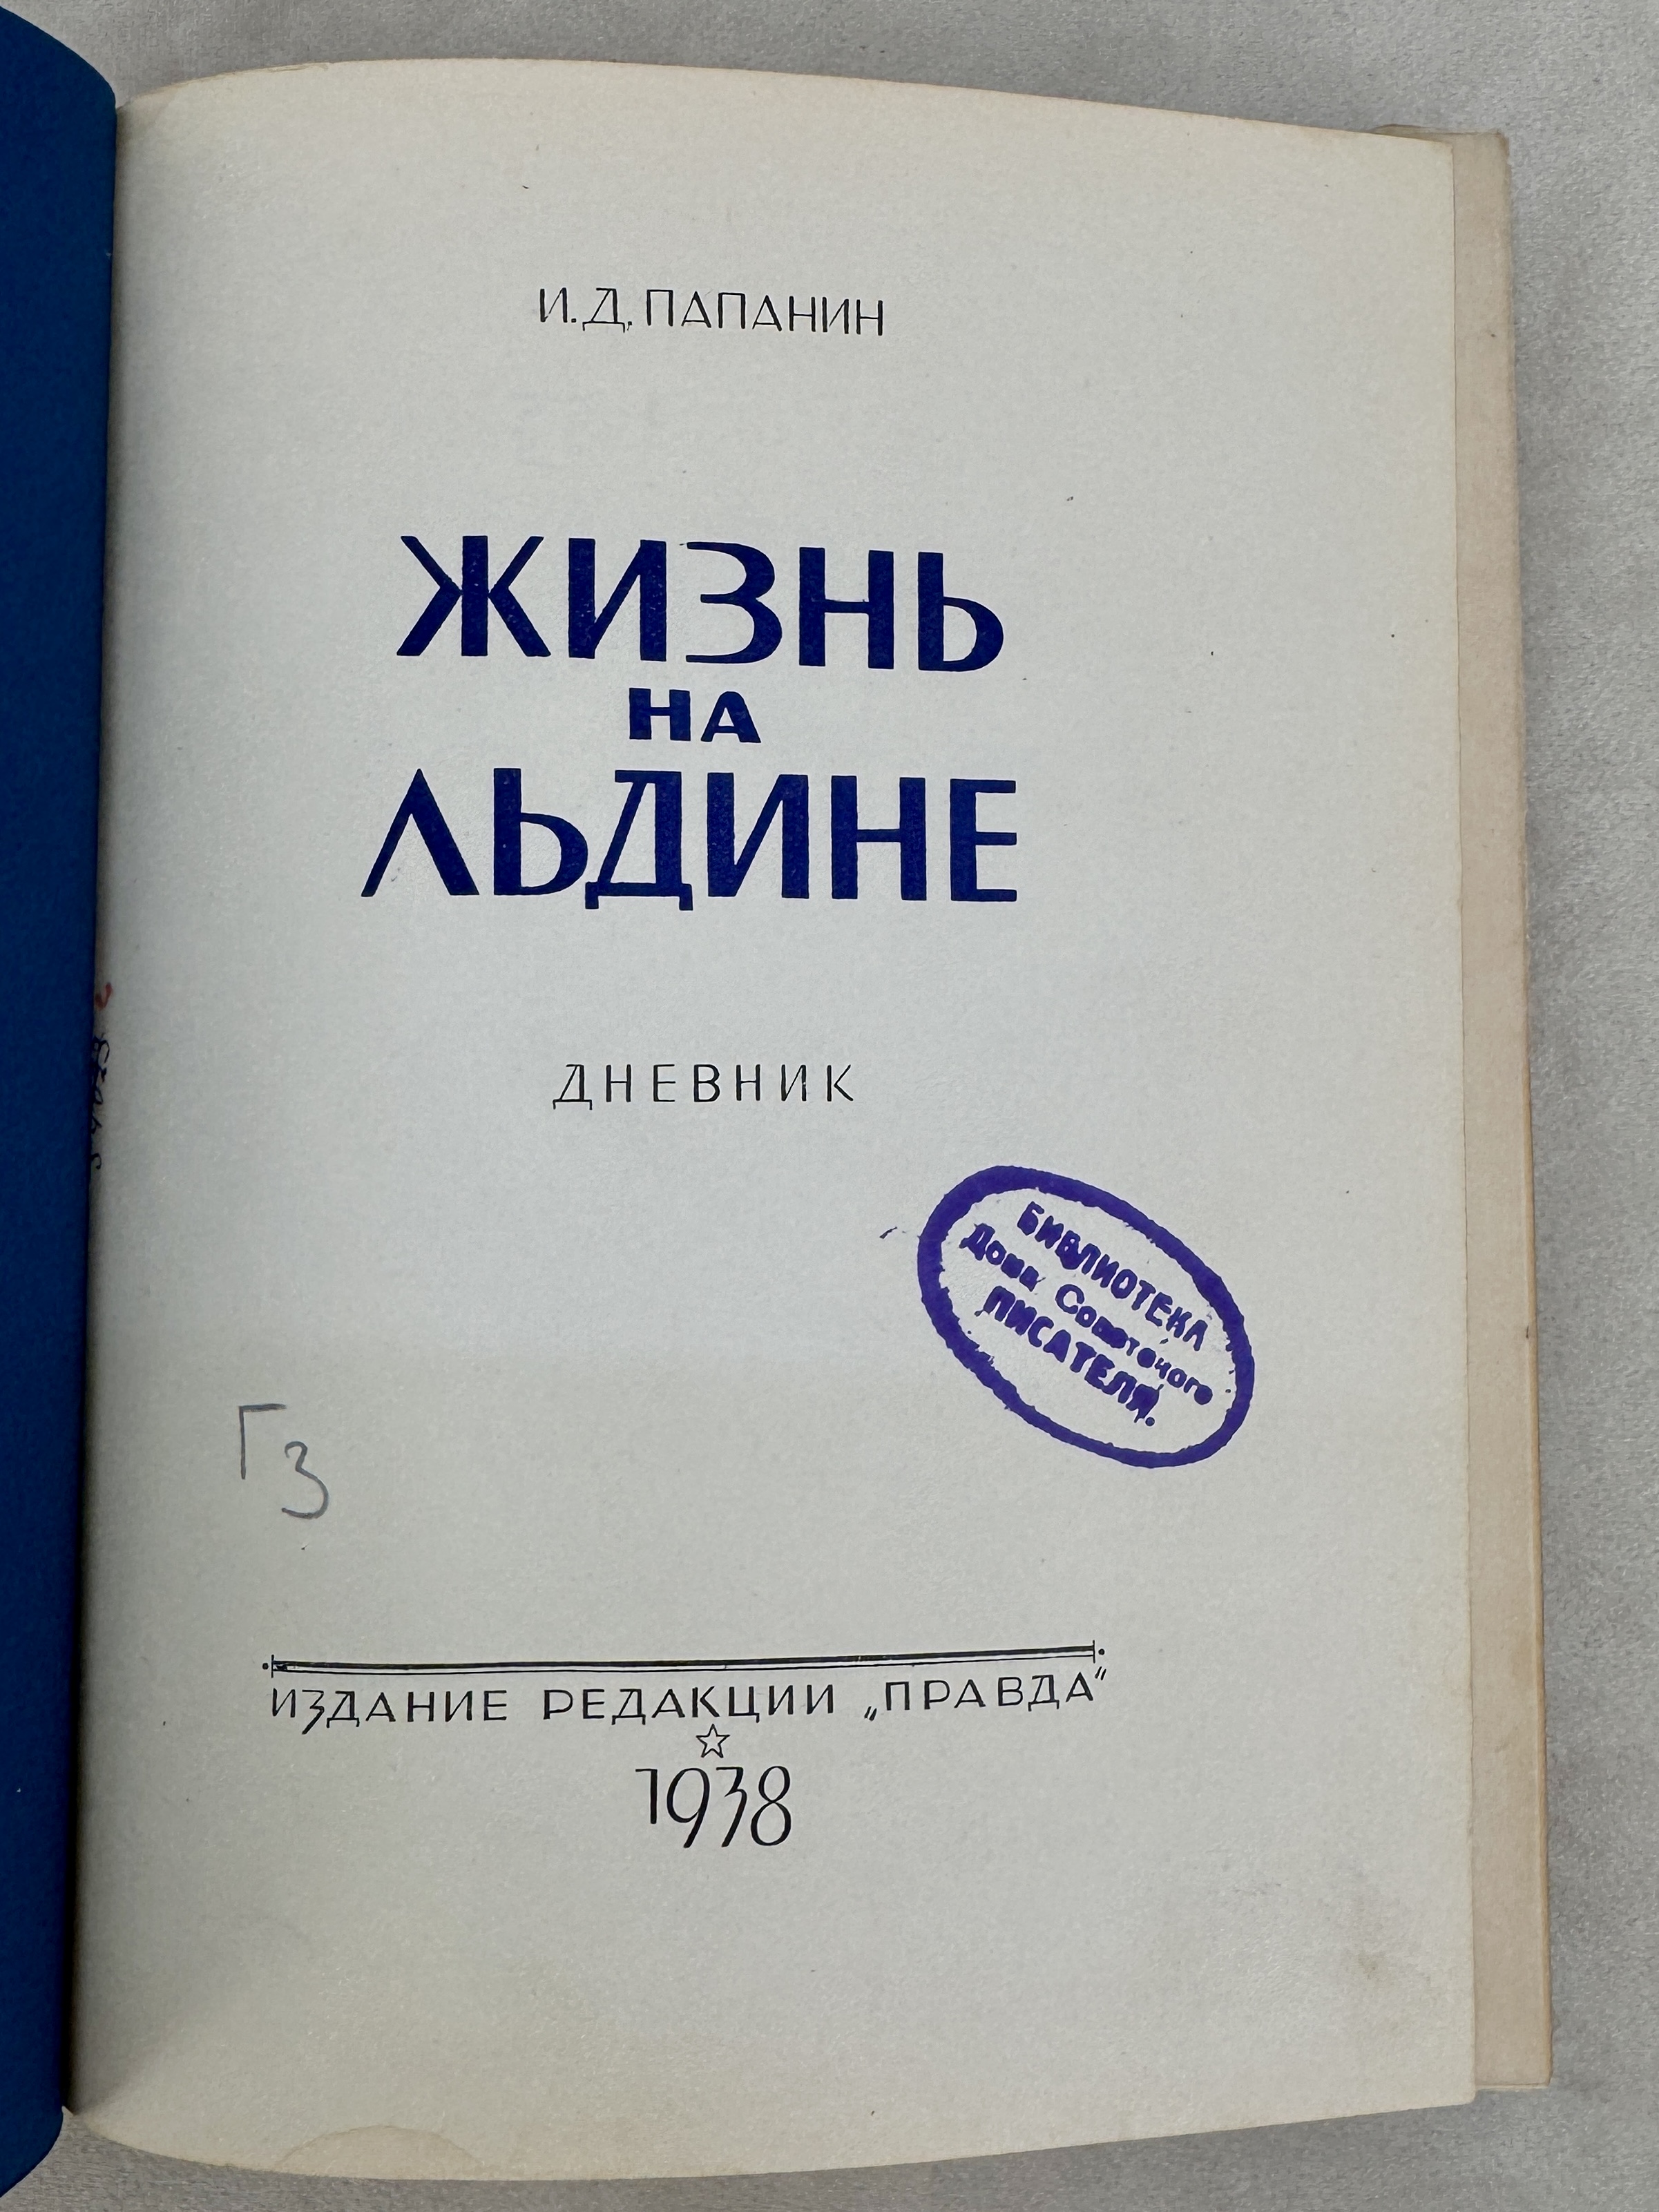 И. Д. ПАПАНИН
ЖИЗНЬ
НА
ЛЬДИНЕ
ДНЕВНИК
БИБЛИОТЕКА
Дома Советского
ПИСАТЕЛЯ.
Г3
ИЗДАНИЕ РЕДАКЦИИ „ПРАВДА“
1938